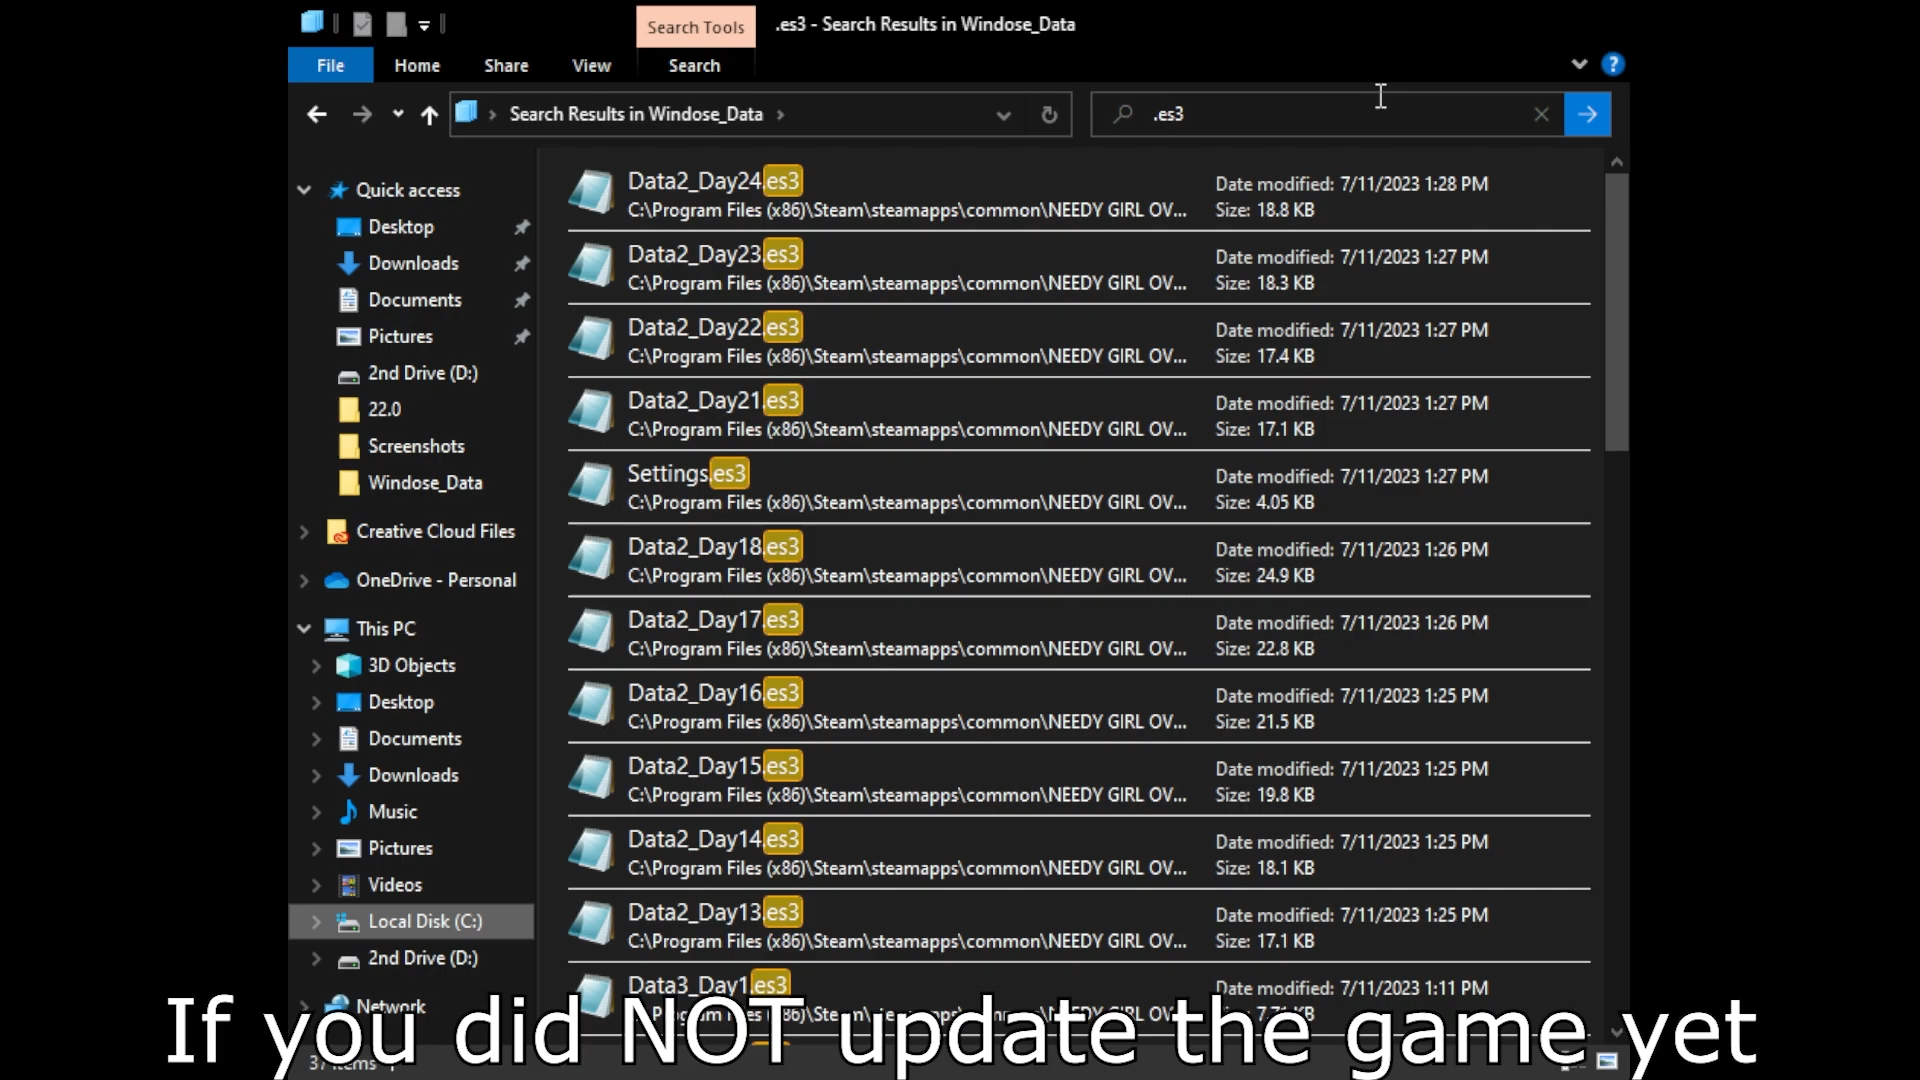 Search Tools
.es3 - Search Results in Windose_Data
File
Home
Share
View
Search
Search Results in Windose_Data
.es3
Quick access
Desktop
Downloads
Documents
Pictures
2nd Drive (D:)
22.0
Screenshots
Windose_Data
Creative Cloud Files
OneDrive - Personal
This PC
3D Objects
Desktop
Documents
Downloads
Music
Pictures
Videos
Local Disk (C:)
2nd Drive (D:)
Network
Data2_Day24.es3
Date modified: 7/11/2023 1:28 PM
C:\Program Files (x86)\Steam\steamapps\common\NEEDY GIRL OV...
Size: 18.8 KB
Data2_Day23.es3
Date modified: 7/11/2023 1:27 PM
C:\Program Files (x86)\Steam\steamapps\common\NEEDY GIRL OV...
Size: 18.3 KB
Data2_Day22.es3
Date modified: 7/11/2023 1:27 PM
C:\Program Files (x86)\Steam\steamapps\common\NEEDY GIRL OV...
Size: 17.4 KB
Data2_Day21.es3
Date modified: 7/11/2023 1:27 PM
C:\Program Files (x86)\Steam\steamapps\common\NEEDY GIRL OV...
Size: 17.1 KB
Settings.es3
Date modified: 7/11/2023 1:27 PM
C:\Program Files (x86)\Steam\steamapps\common\NEEDY GIRL OV...
Size: 4.05 KB
Data2_Day18.es3
Date modified: 7/11/2023 1:26 PM
C:\Program Files (x86)\Steam\steamapps\common\NEEDY GIRL OV...
Size: 24.9 KB
Data2_Day17.es3
Date modified: 7/11/2023 1:26 PM
C:\Program Files (x86)\Steam\steamapps\common\NEEDY GIRL OV...
Size: 22.8 KB
Data2_Day16.es3
Date modified: 7/11/2023 1:25 PM
C:\Program Files (x86)\Steam\steamapps\common\NEEDY GIRL OV...
Size: 21.5 KB
Data2_Day15.es3
Date modified: 7/11/2023 1:25 PM
C:\Program Files (x86)\Steam\steamapps\common\NEEDY GIRL OV...
Size: 19.8 KB
Data2_Day14.es3
Date modified: 7/11/2023 1:25 PM
C:\Program Files (x86)\Steam\steamapps\common\NEEDY GIRL OV...
Size: 18.1 KB
Data2_Day13.es3
Date modified: 7/11/2023 1:25 PM
C:\Program Files (x86)\Steam\steamapps\common\NEEDY GIRL OV...
Size: 17.1 KB
Data3_Day1.es3
Date modified: 7/11/2023 1:11 PM
If you did NOT update the game yet
37 items